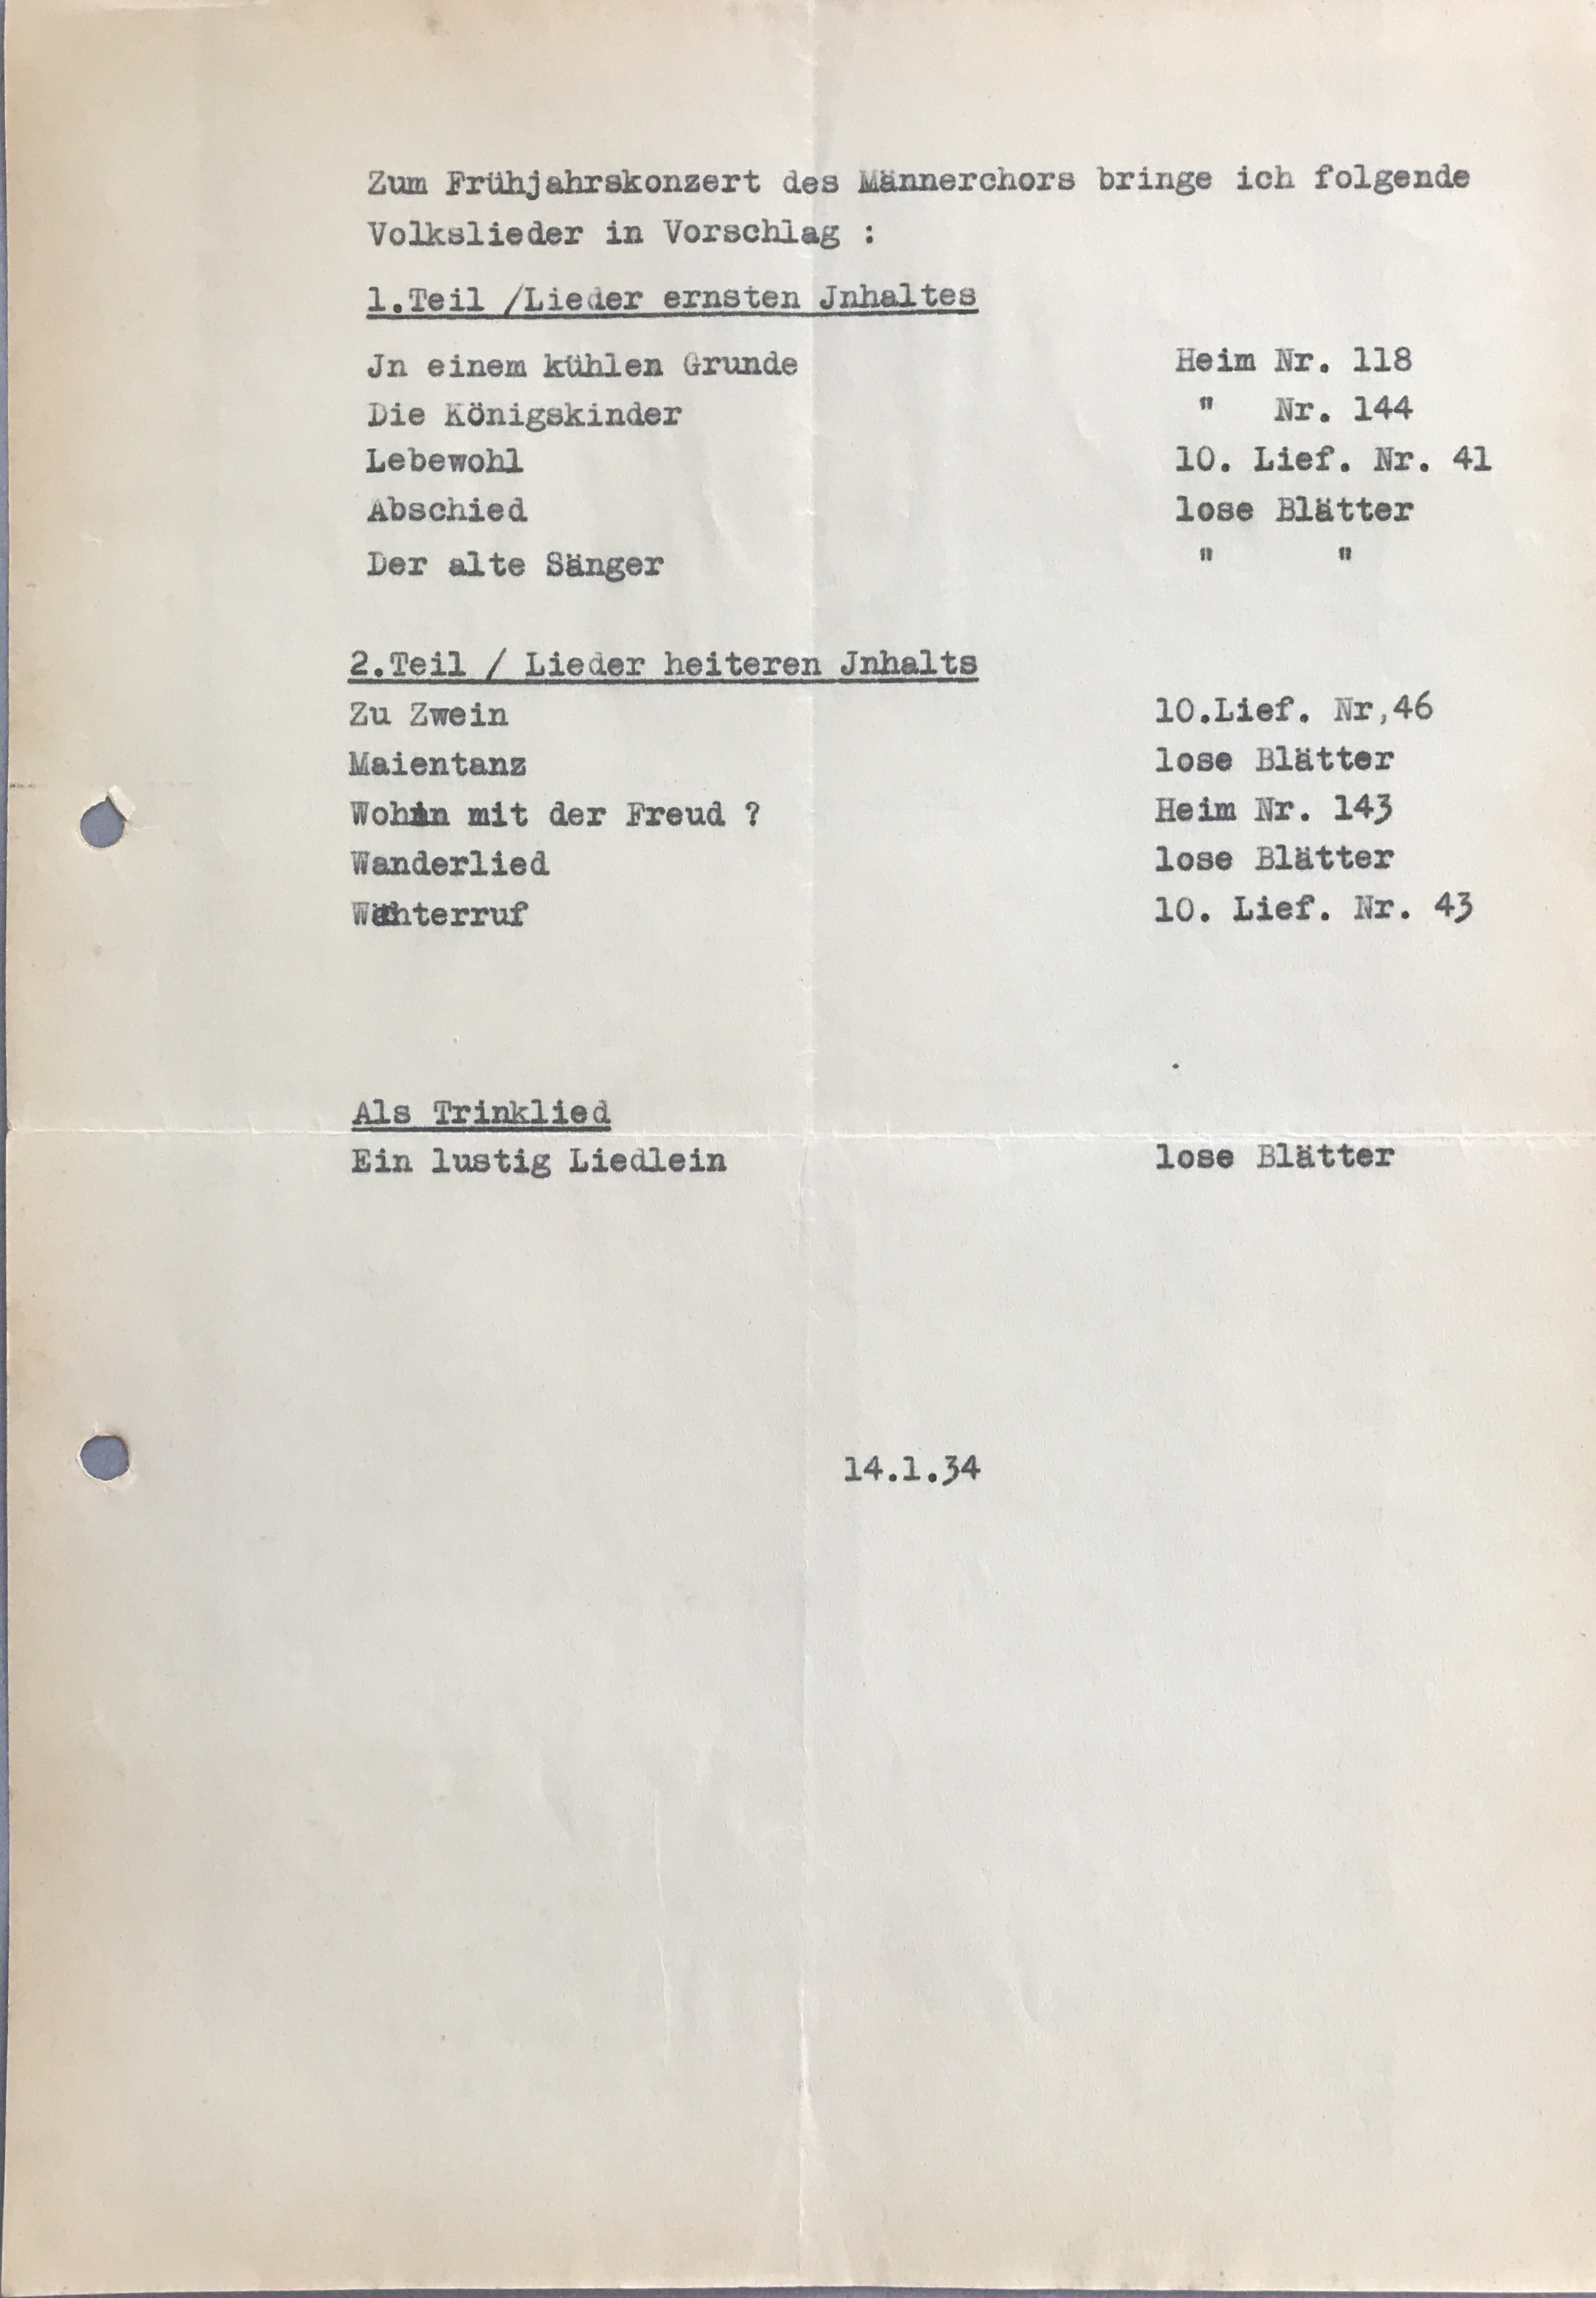 Zum Frühjahrskonzert des Männerchors bringe ich folgende
Volkslieder in Vorschlag :
1.Teil /Lieder ernsten Jnhaltes
Jn einem kühlen Grunde Heim Nr. 118
Die Königskinder " Nr. 144
Lebewohl 10. Lief. Nr. 41
Abschied lose Blätter
Der alte Sänger " "
2.Teil / Lieder heiteren Jnhalts
Zu Zwein 10.Lief. Nr,46
Maientanz lose Blätter
Wohin mit der Freud ? Heim Nr. 143
Wanderlied lose Blätter
Wächterruf 10. Lief. Nr. 43
Als Trinklied
Ein lustig Liedlein lose Blätter
14.1.34